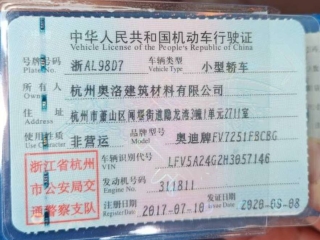 中华人民共和国机动车行驶证
Vehicle License of the People's Republic of China
号牌号码 浙AL98D7 车辆类型 小型轿车
Plate No. Vehicle Type
所有人 杭州奥洛建筑材料有限公司
Owner
住址 杭州市萧山区闻堰街道 3幢1单元2711室
Address
使用性质 非营运 品牌型号 奥迪牌FV7251FBCBG
Use Character Model
浙江省杭州市公安局交通警察支队
车辆识别代号 LFV5A24G2H3057146
VIN
发动机号码 311811
Engine No.
注册日期 2017-07-10 发证日期 2020-09-08
Register Date Issue Date